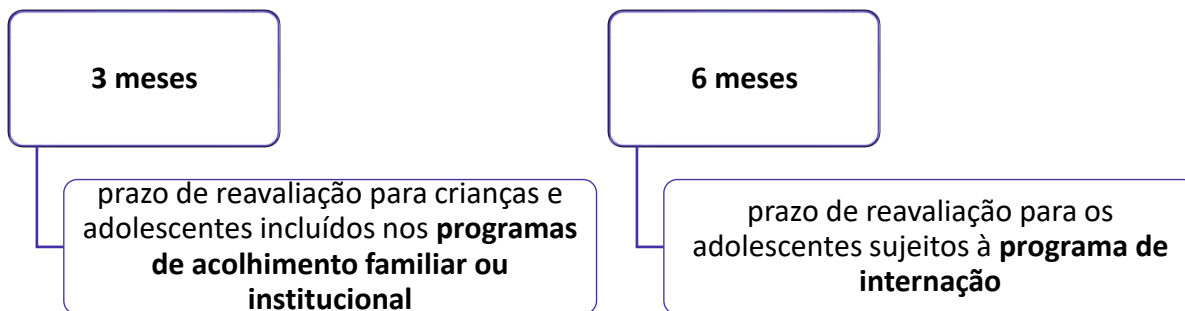 3 meses
prazo de reavaliação para crianças e
adolescentes incluídos nos programas
de acolhimento familiar ou
institucional
6 meses
prazo de reavaliação para os
adolescentes sujeitos à programa de
internação